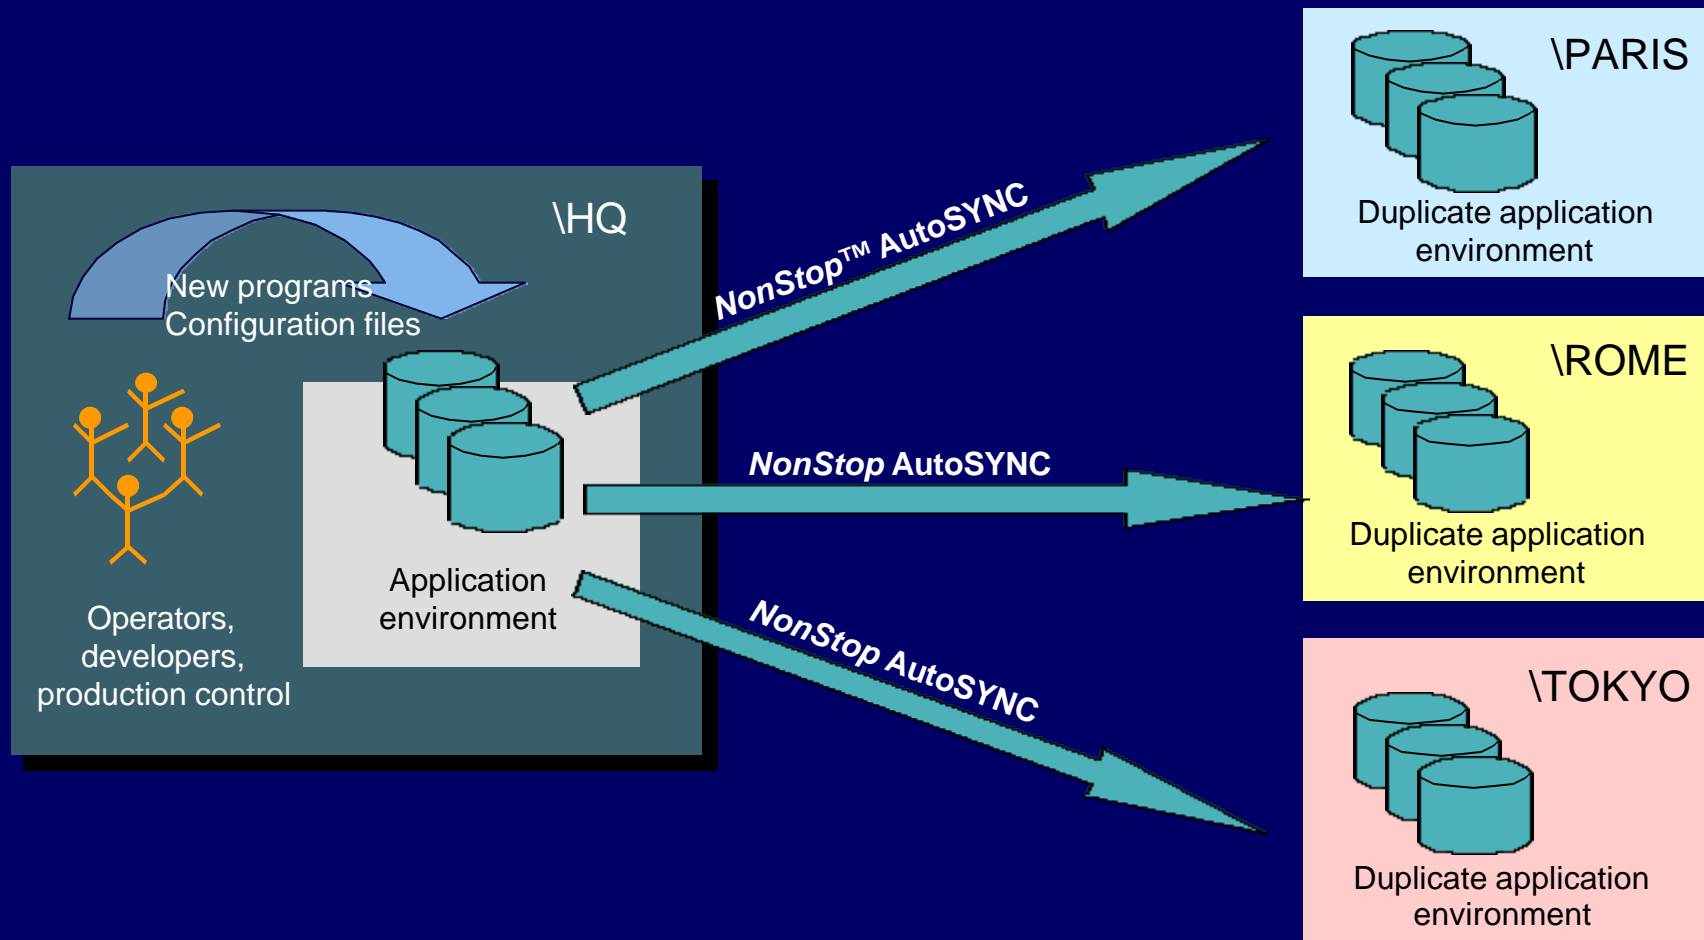 \HQ
New programs
Configuration files
Operators,
developers,
production control
Application
environment
NonStop™ AutoSYNC
NonStop AutoSYNC
NonStop AutoSYNC
\PARIS
Duplicate application
environment
\ROME
Duplicate application
environment
\TOKYO
Duplicate application
environment